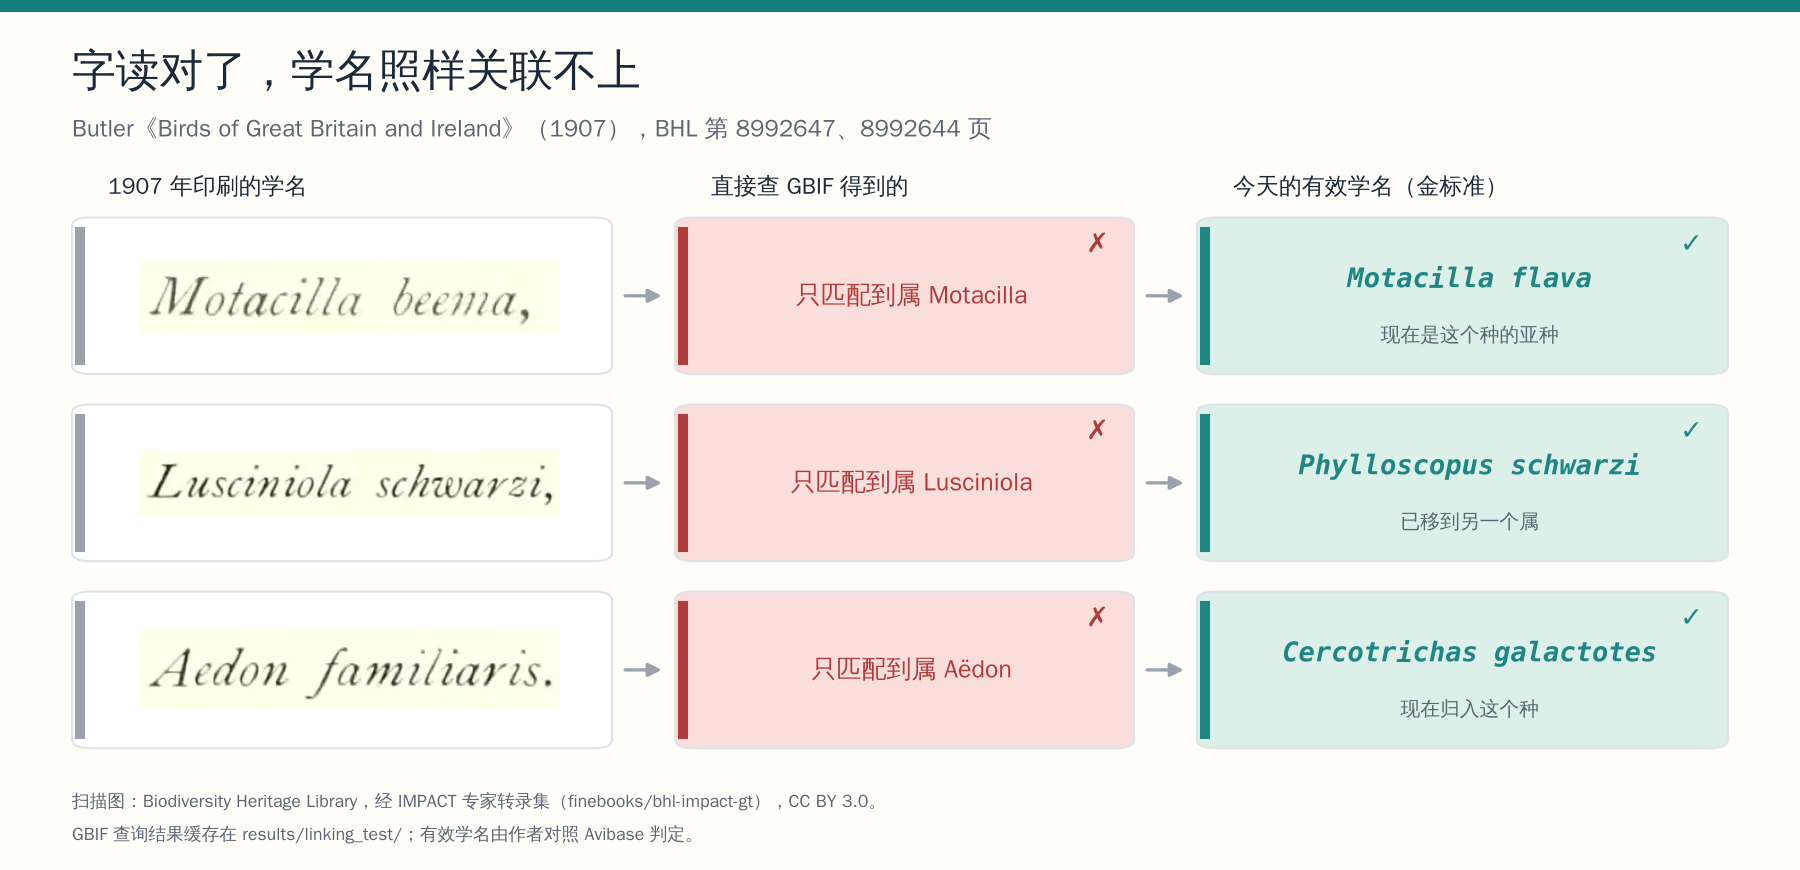 字读对了，学名照样关联不上
Butler《Birds of Great Britain and Ireland》（1907），BHL 第 8992647、8992644 页
1907 年印刷的学名
直接查 GBIF 得到的
今天的有效学名（金标准）
Motacilla beema,
✗
只匹配到属 Motacilla
✓
Motacilla flava
现在是这个种的亚种
Lusciniola schwarzi,
✗
只匹配到属 Lusciniola
✓
Phylloscopus schwarzi
已移到另一个属
Aedon familiaris.
✗
只匹配到属 Aëdon
✓
Cercotrichas galactotes
现在归入这个种
扫描图：Biodiversity Heritage Library，经 IMPACT 专家转录集（finebooks/bhl-impact-gt），CC BY 3.0。
GBIF 查询结果缓存在 results/linking_test/；有效学名由作者对照 Avibase 判定。